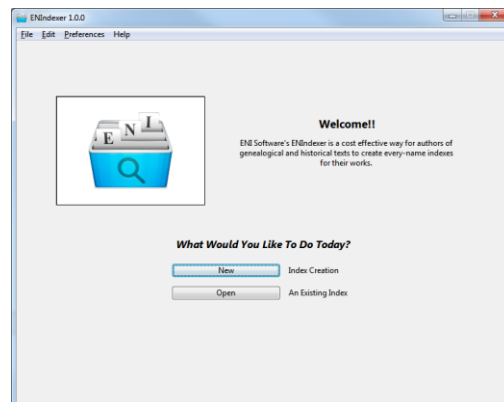 ENIndexer 1.0.0
File Edit Preferences Help
E N I
Welcome!!
ENI Software's ENIndexer is a cost effective way for authors of
genealogical and historical texts to create every-name indexes
for their works.
What Would You Like To Do Today?
New Index Creation
Open An Existing Index